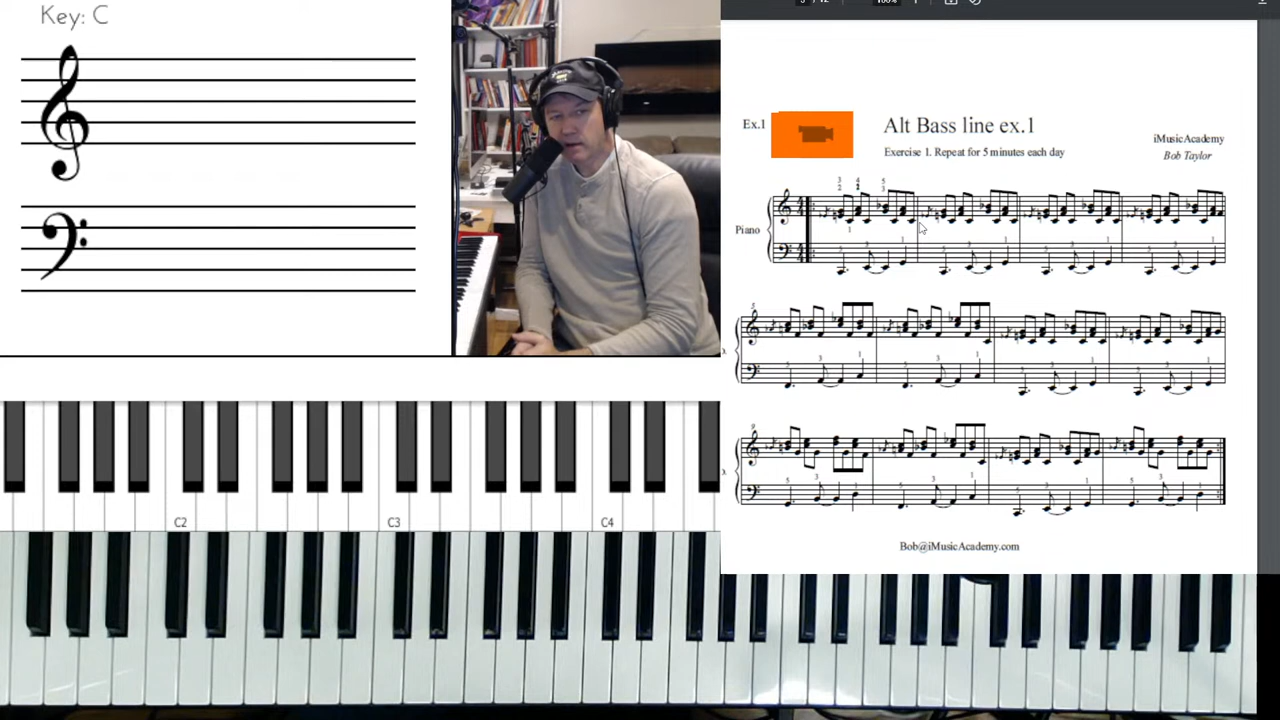 Key: C
100%
Ex.1
Alt Bass line ex.1
Exercise 1. Repeat for 5 minutes each day
iMusicAcademy
Bob Taylor
Piano
C2
C3
C4
Bob@iMusicAcademy.com